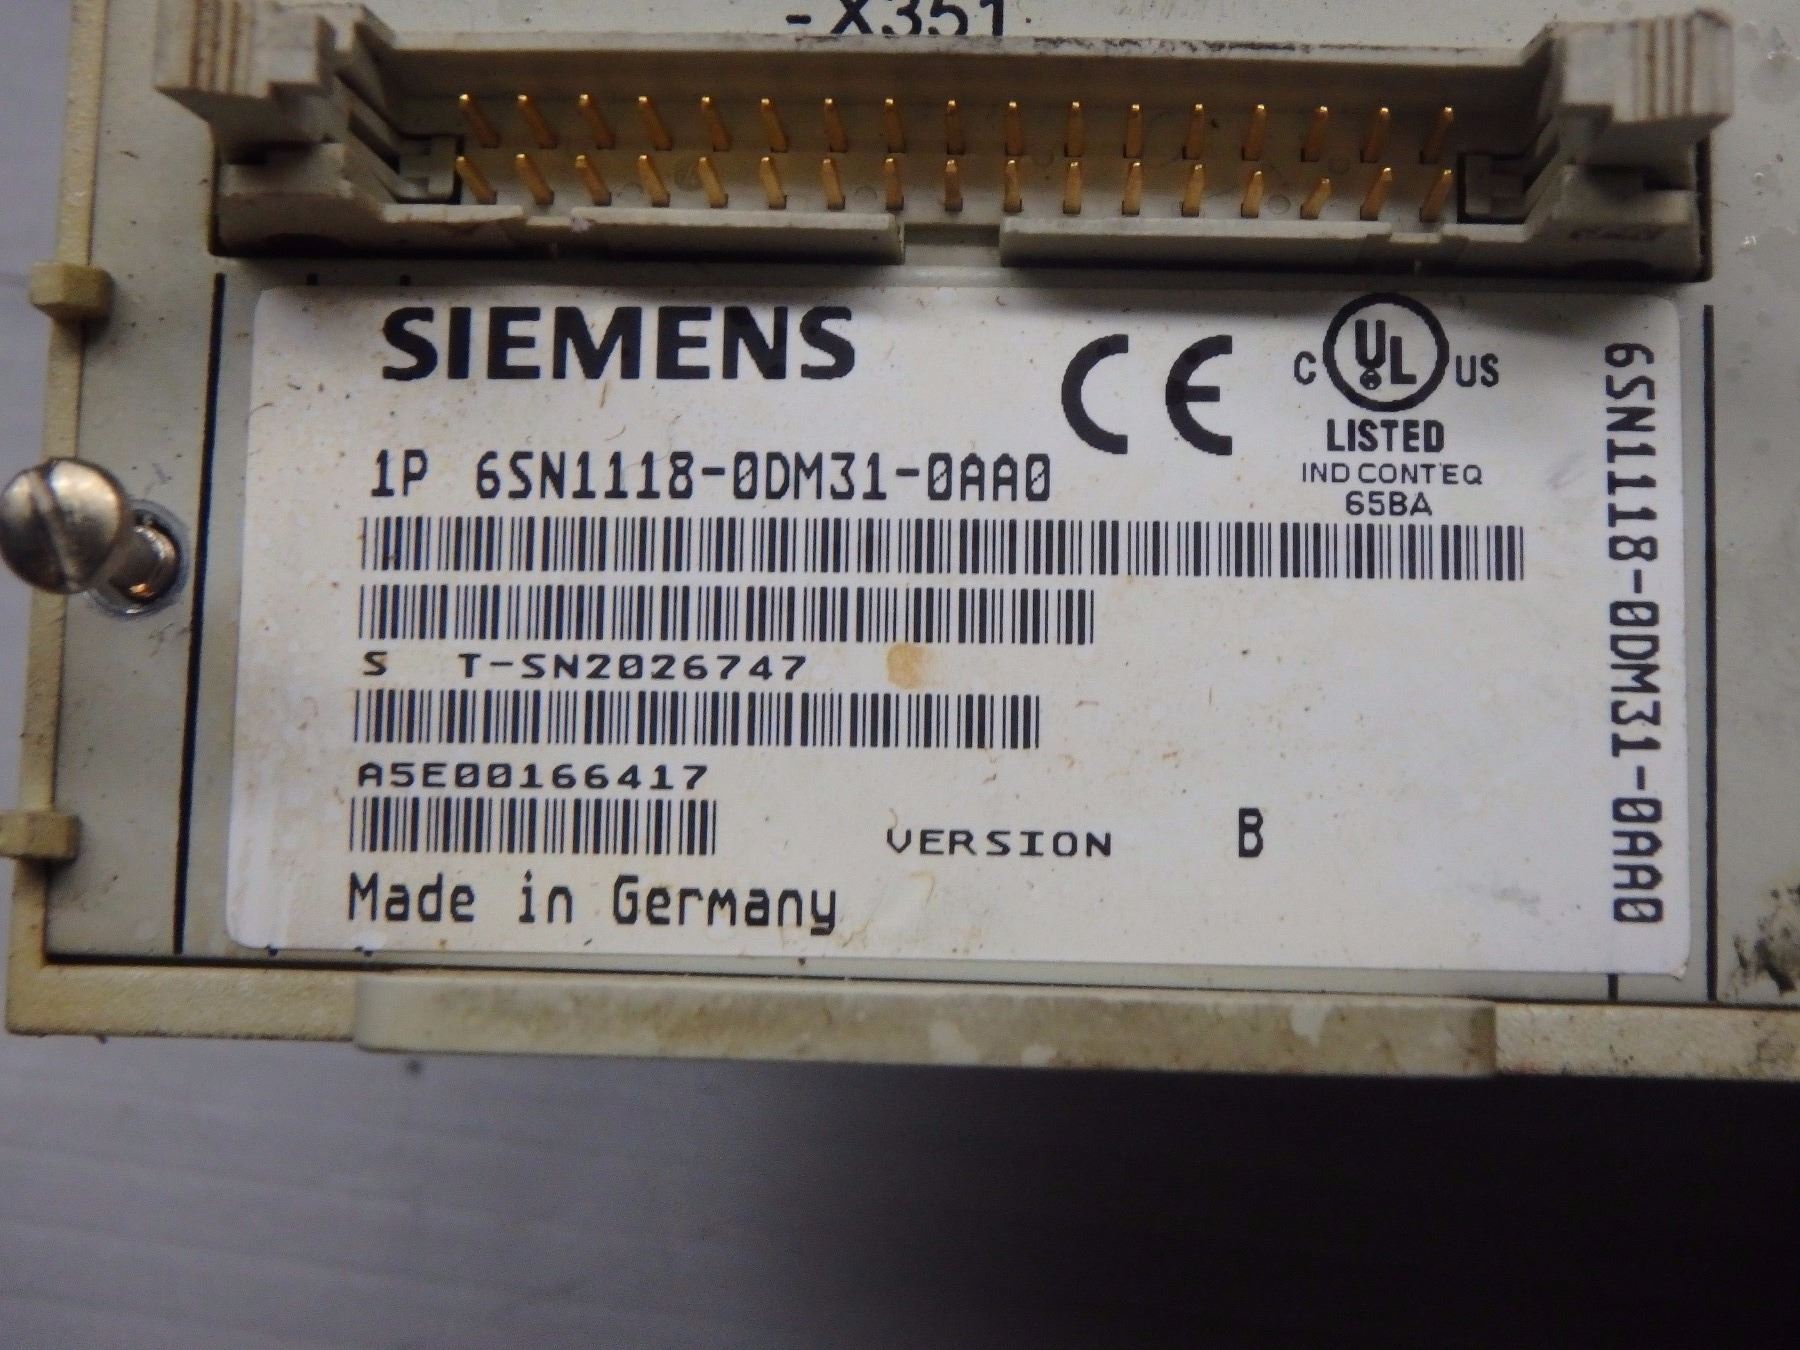 -X351
SIEMENS
CE
C UL US
LISTED
IND CONT EQ
65BA
1P 6SN1118-0DM31-0AA0
S T-SN2026747
A5E00166417
VERSION B
Made in Germany
6SN1118-0DM31-0AA0